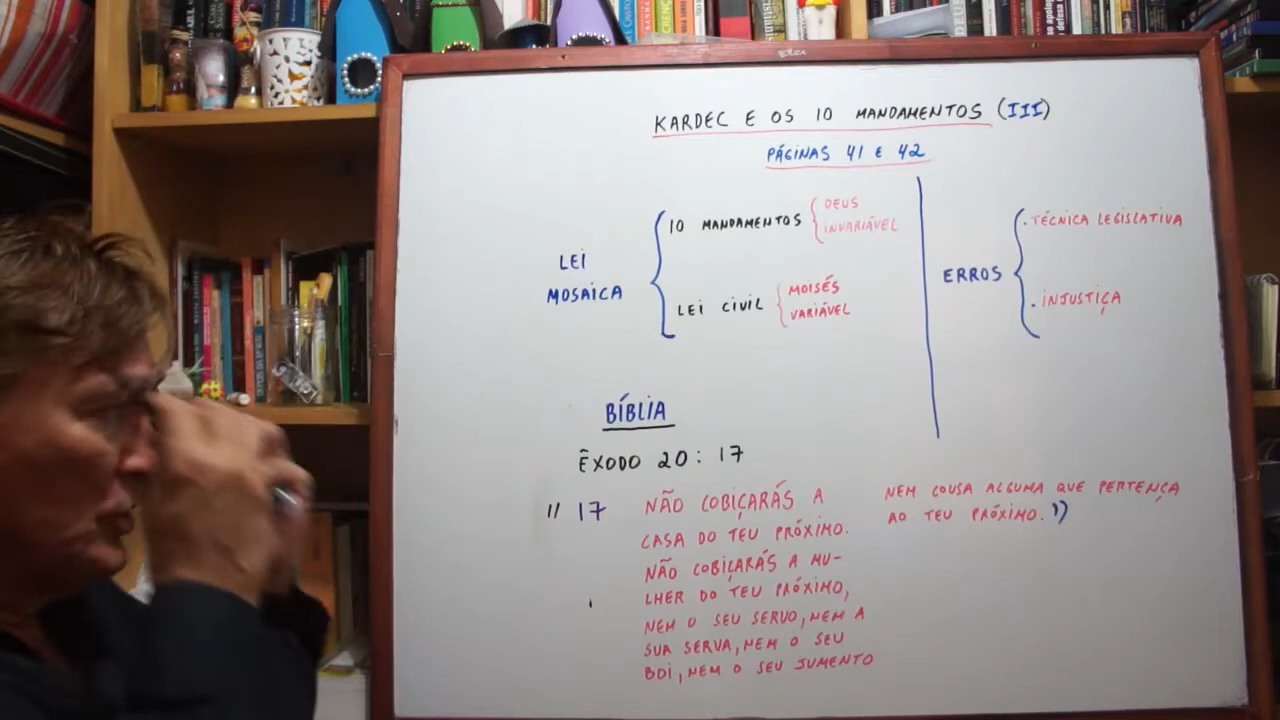 SOUZA
KARDEC E OS 10 MANDAMENTOS (III)
PÁGINAS 41 E 42
LEI
MOSAICA
10 MANDAMENTOS
DEUS
INVARIÁVEL
LEI CIVIL
MOISÉS
VARIÁVEL
ERROS
. TÉCNICA LEGISLATIVA
. INJUSTIÇA
BÍBLIA
ÊXODO 20: 17
" 17 NÃO COBIÇARÁS A
CASA DO TEU PRÓXIMO.
NÃO COBIÇARÁS A MU-
LHER DO TEU PRÓXIMO,
NEM O SEU SERVO, NEM A
SUA SERVA, NEM O SEU
BOI, NEM O SEU JUMENTO
NEM COUSA ALGUMA QUE PERTENÇA
AO TEU PRÓXIMO. "